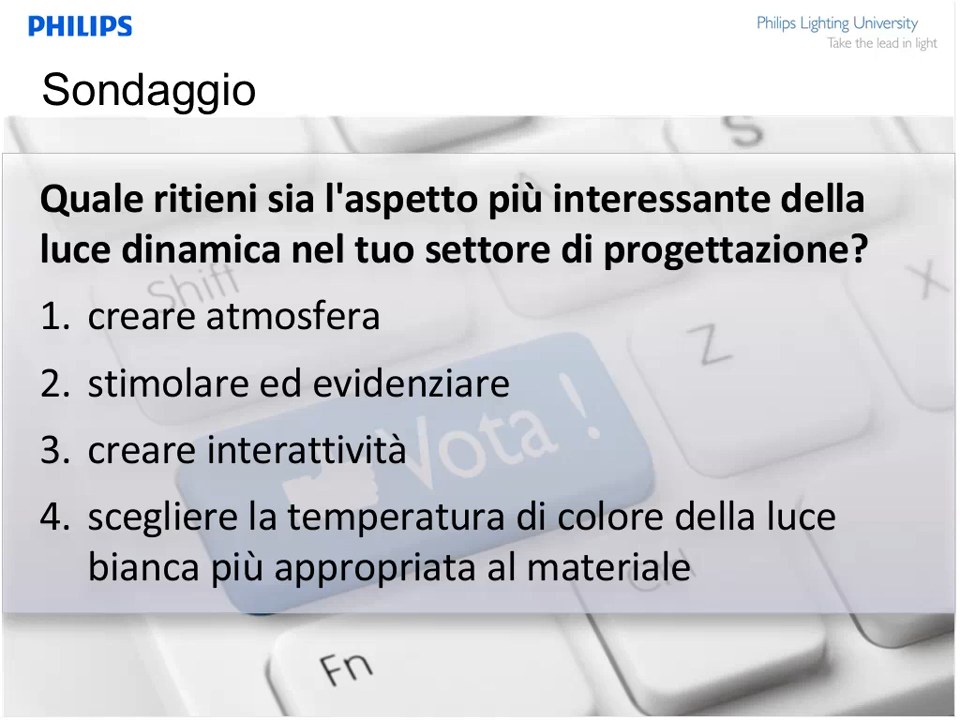 PHILIPS
Philips Lighting University
Take the lead in light
Sondaggio
S
Quale ritieni sia l'aspetto più interessante della
luce dinamica nel tuo settore di progettazione?
Shift
X
1. creare atmosfera
Z
2. stimolare ed evidenziare
Vota !
3. creare interattività
4. scegliere la temperatura di colore della luce
bianca più appropriata al materiale
Fn